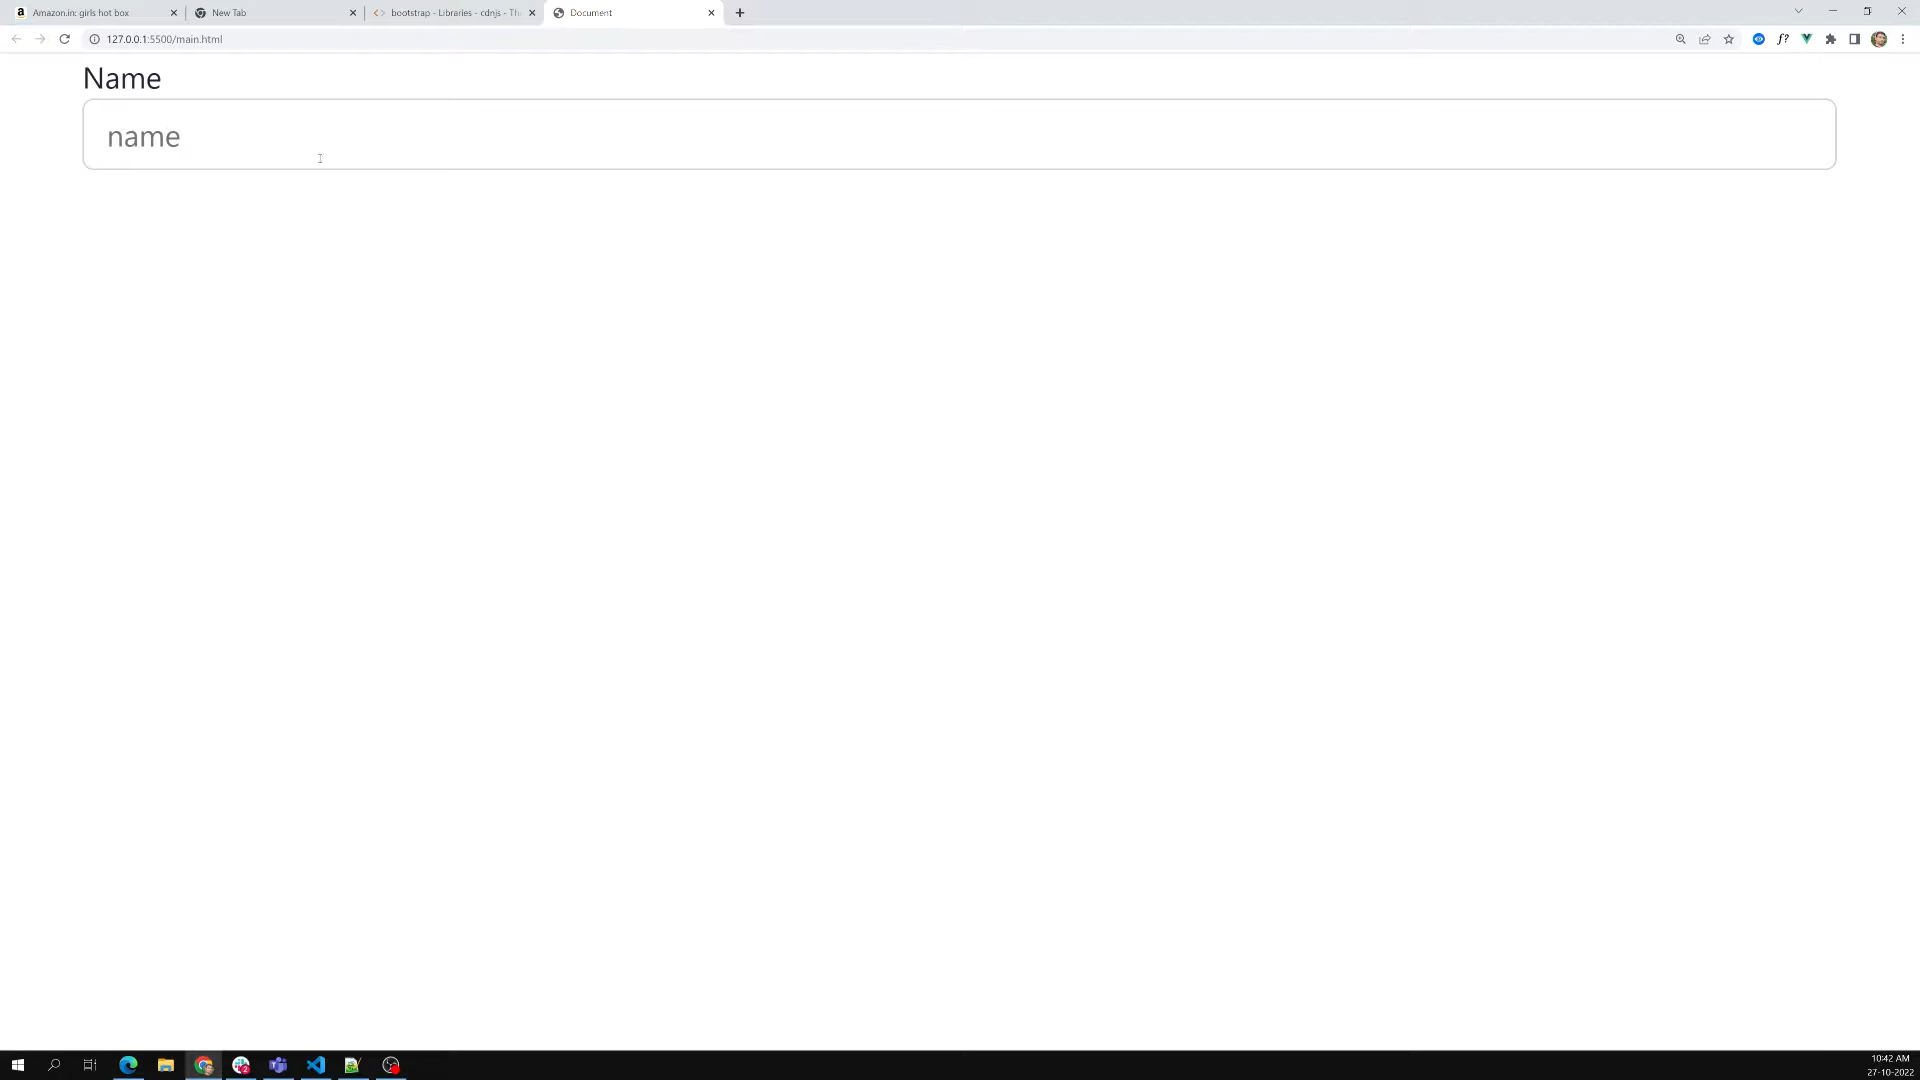 Amazon.in: girls hot box
New Tab
bootstrap - Libraries - cdnjs - Th
Document
127.0.0.1:5500/main.html
f?
Name
name
2
10:42 AM
27-10-2022